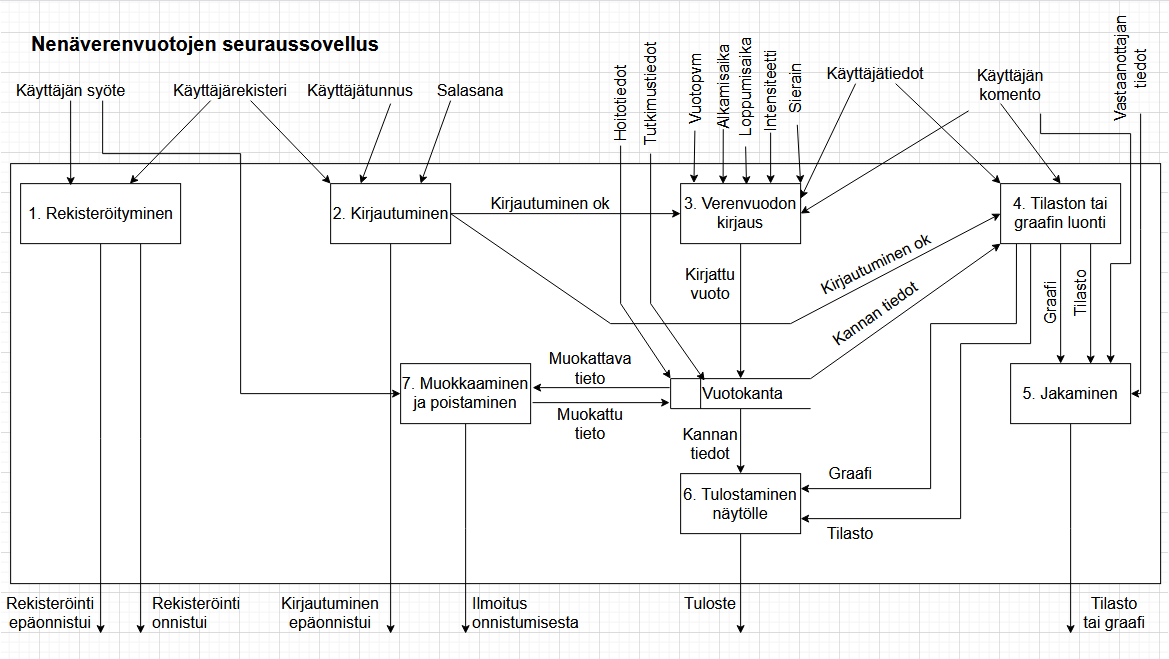 Nenäverenvuotojen seuraussovellus
Käyttäjän syöte
Käyttäjärekisteri
Käyttäjätunnus
Salasana
Hoitotiedot
Tutkimustiedot
Vuotopvm
Alkamisaika
Loppumisaika
Intensiteetti
Sierain
Käyttäjätiedot
Käyttäjän
komento
Vastaanottajan
tiedot
1. Rekisteröityminen
2. Kirjautuminen
Kirjautuminen ok
3. Verenvuodon
kirjaus
4. Tilaston tai
graafin luonti
Kirjattu
vuoto
Kirjautuminen ok
Kannan tiedot
Graafi
Tilasto
7. Muokkaaminen
ja poistaminen
Muokattava
tieto
Muokattu
tieto
Vuotokanta
5. Jakaminen
Kannan
tiedot
6. Tulostaminen
näytölle
Graafi
Tilasto
Rekisteröinti
epäonnistui
Rekisteröinti
onnistui
Kirjautuminen
epäonnistui
Ilmoitus
onnistumisesta
Tuloste
Tilasto
tai graafi